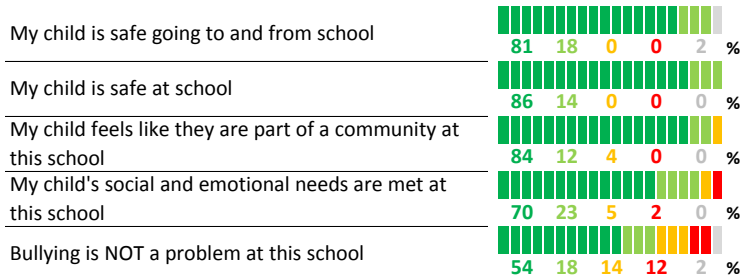 My child is safe going to and from school
81 18 0 0 2 %
My child is safe at school
86 14 0 0 0 %
My child feels like they are part of a community at
this school
84 12 4 0 0 %
My child's social and emotional needs are met at
this school
70 23 5 2 0 %
Bullying is NOT a problem at this school
54 18 14 12 2 %